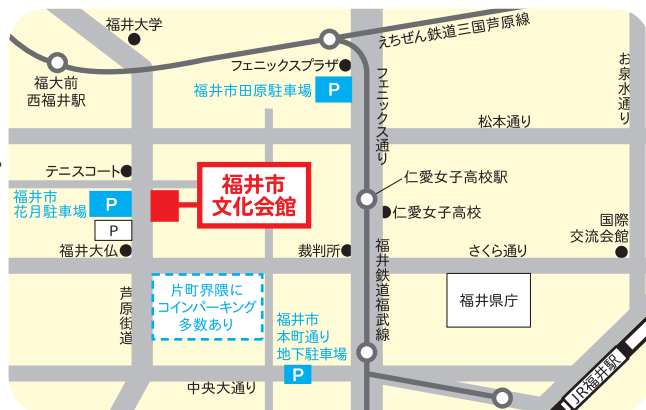 福井大学
えちぜん鉄道三国芦原線
福大前
西福井駅
フェニックスプラザ
福井市田原駐車場
P
フェニックス通り
お泉水通り
松本通り
テニスコート
福井市
花月駐車場
P
P
福井市
文化会館
仁愛女子高校駅
仁愛女子高校
国際
交流会館
福井大仏
裁判所
さくら通り
芦原街道
片町界隈に
コインパーキング
多数あり
福井鉄道福武線
福井県庁
福井市
本町通り
地下駐車場
P
中央大通り
JR福井駅